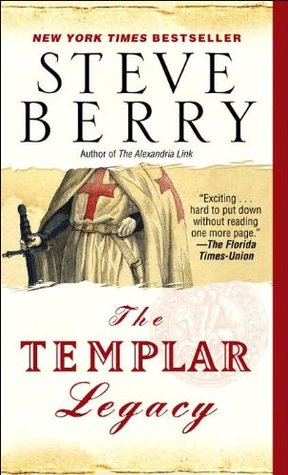 NEW YORK TIMES BESTSELLER
STEVE
BERRY
Author of The Alexandria Link
"Exciting . . .
hard to put down
without reading
one more page."
—The Florida
Times-Union
The
TEMPLAR
Legacy